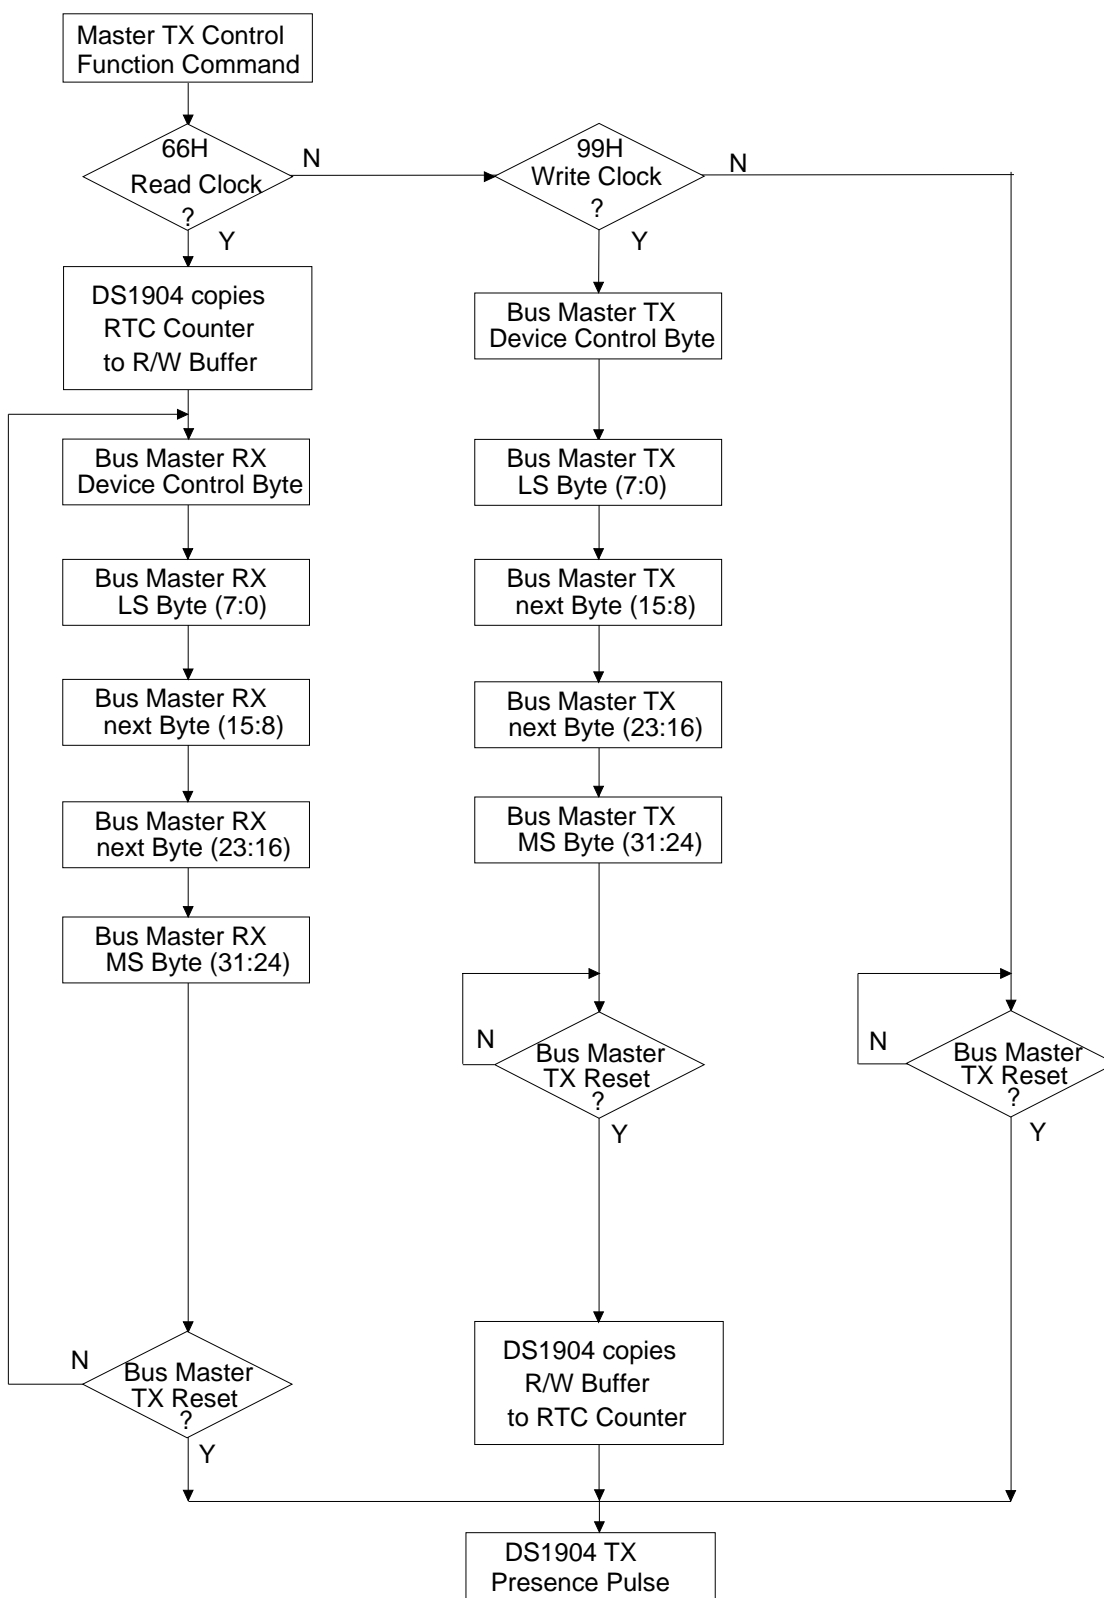 Master TX Control
Function Command
66H
Read Clock
?
N
Y
99H
Write Clock
?
N
Y
DS1904 copies
RTC Counter
to R/W Buffer
Bus Master RX
Device Control Byte
Bus Master RX
LS Byte (7:0)
Bus Master RX
next Byte (15:8)
Bus Master RX
next Byte (23:16)
Bus Master RX
MS Byte (31:24)
N
Bus Master
TX Reset
?
Y
Bus Master TX
Device Control Byte
Bus Master TX
LS Byte (7:0)
Bus Master TX
next Byte (15:8)
Bus Master TX
next Byte (23:16)
Bus Master TX
MS Byte (31:24)
N
Bus Master
TX Reset
?
Y
DS1904 copies
R/W Buffer
to RTC Counter
N
Bus Master
TX Reset
?
Y
DS1904 TX
Presence Pulse